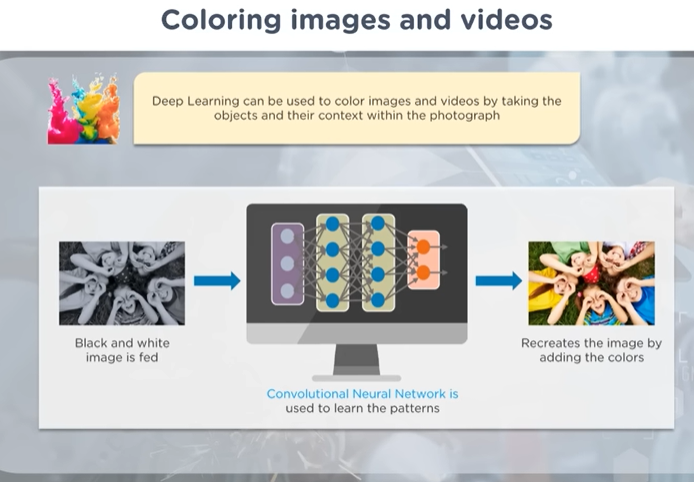 Coloring images and videos
Deep Learning can be used to color images and videos by taking the
objects and their context within the photograph
Black and white
image is fed
Convolutional Neural Network is
used to learn the patterns
Recreates the image by
adding the colors